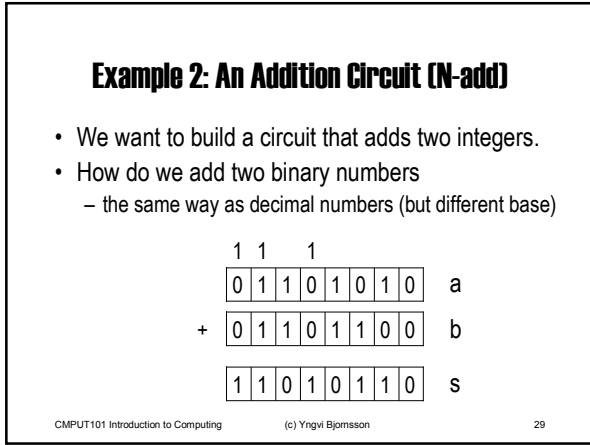 Example 2: An Addition Circuit (N-add)
• We want to build a circuit that adds two integers.
• How do we add two binary numbers
– the same way as decimal numbers (but different base)
1 1 1
0 1 1 0 1 0 1 0 a
+ 0 1 1 0 1 1 0 0 b
1 1 0 1 0 1 1 0 s
CMPUT101 Introduction to Computing (c) Yngvi Bjornsson 29